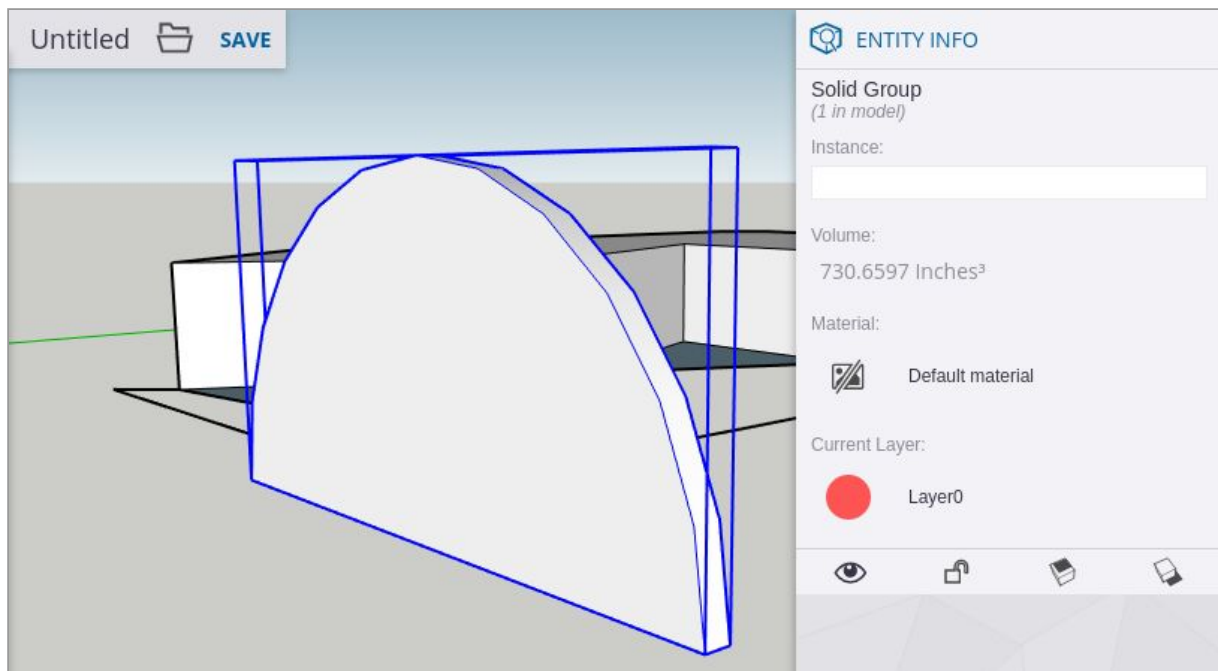 Untitled
SAVE
ENTITY INFO
Solid Group
(1 in model)
Instance:
Volume:
730.6597 Inches³
Material:
Default material
Current Layer:
Layer0